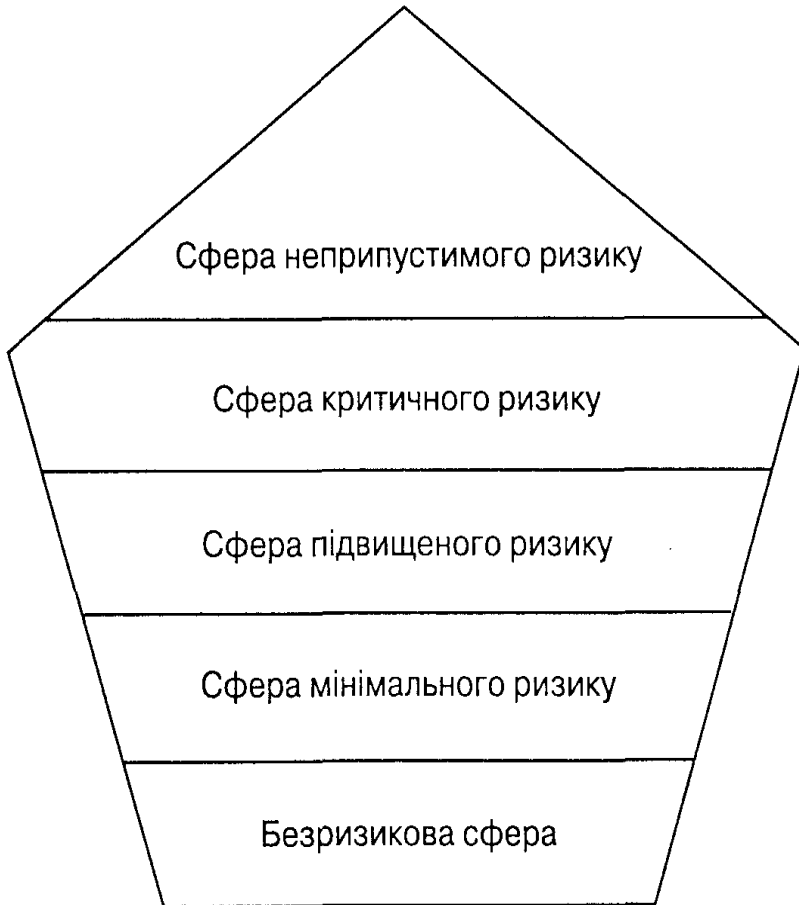 Сфера неприпустимого ризику
Сфера критичного ризику
Сфера підвищеного ризику
Сфера мінімального ризику
Безризикова сфера